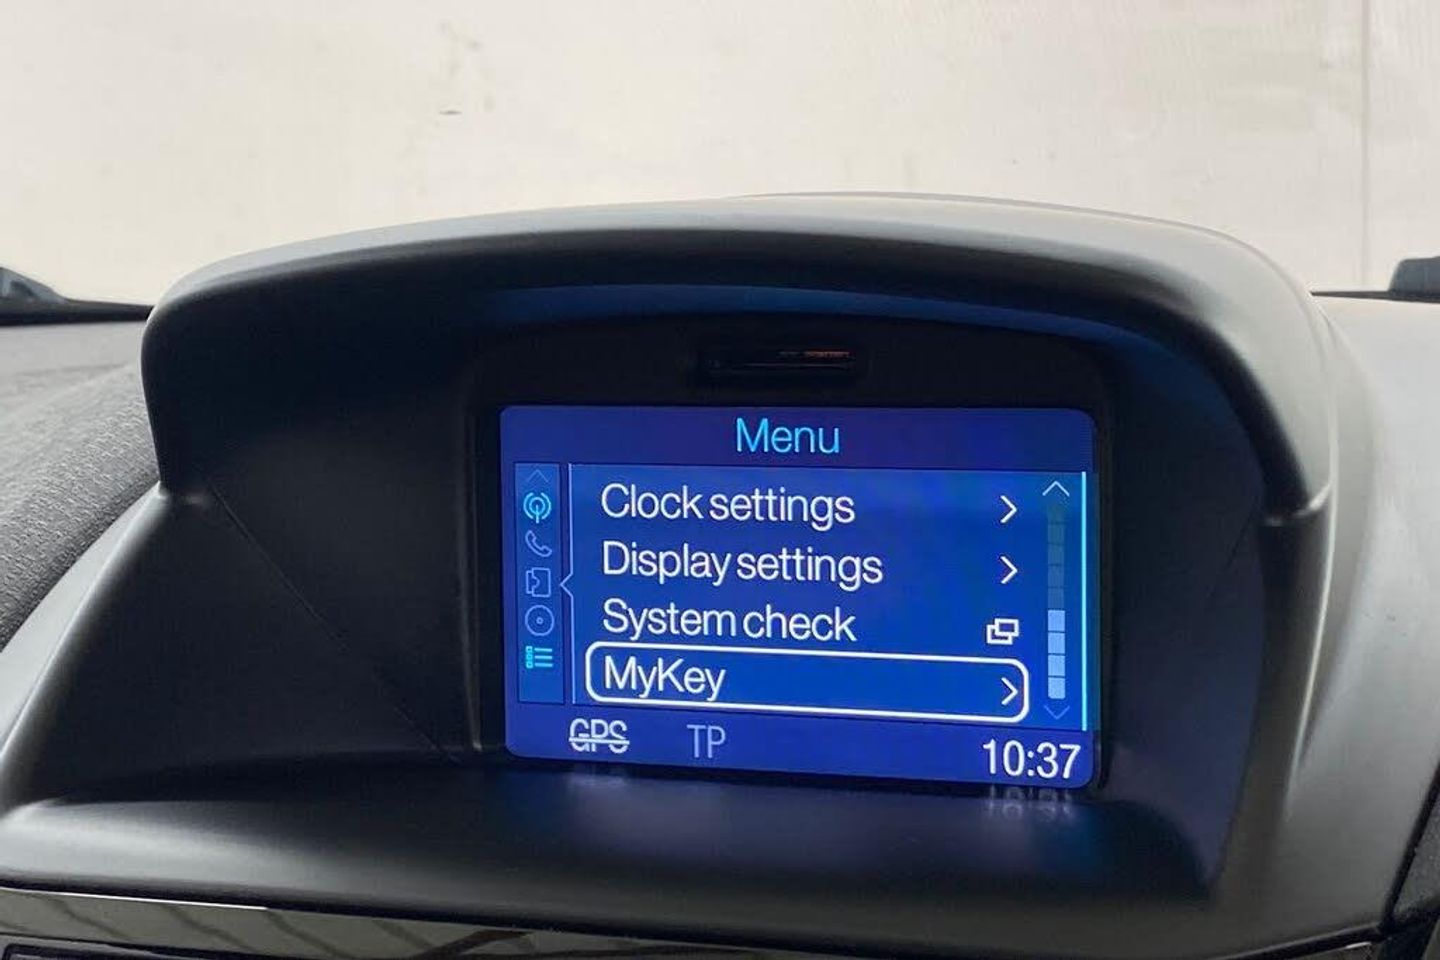 Menu
Clock settings
Display settings
System check
MyKey
GPS TP 10:37